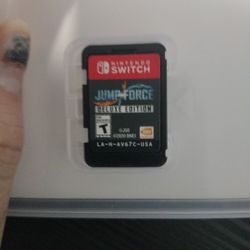 NINTENDO
SWITCH
JUMP FORCE
DELUXE EDITION
T
LA-H-AV67C-USA